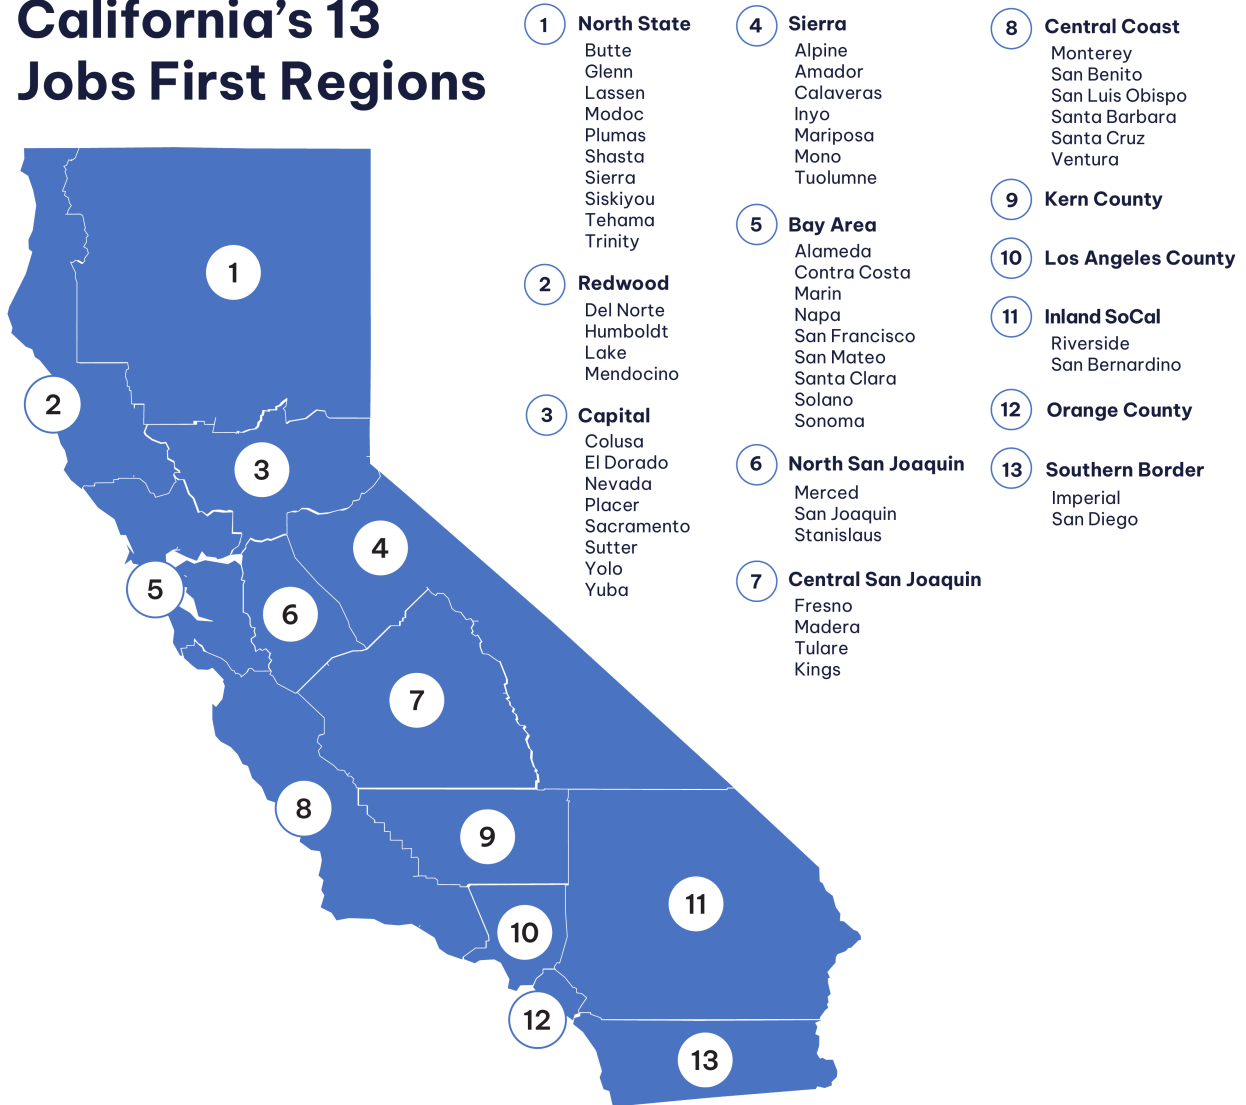 California's 13
Jobs First Regions
1 North State
Butte
Glenn
Lassen
Modoc
Plumas
Shasta
Sierra
Siskiyou
Tehama
Trinity
2 Redwood
Del Norte
Humboldt
Lake
Mendocino
3 Capital
Colusa
El Dorado
Nevada
Placer
Sacramento
Sutter
Yolo
Yuba
4 Sierra
Alpine
Amador
Calaveras
Inyo
Mariposa
Mono
Tuolumne
5 Bay Area
Alameda
Contra Costa
Marin
Napa
San Francisco
San Mateo
Santa Clara
Solano
Sonoma
6 North San Joaquin
Merced
San Joaquin
Stanislaus
7 Central San Joaquin
Fresno
Madera
Tulare
Kings
8 Central Coast
Monterey
San Benito
San Luis Obispo
Santa Barbara
Santa Cruz
Ventura
9 Kern County
10 Los Angeles County
11 Inland SoCal
Riverside
San Bernardino
12 Orange County
13 Southern Border
Imperial
San Diego
1
2
3
4
5
6
7
8
9
10
11
12
13